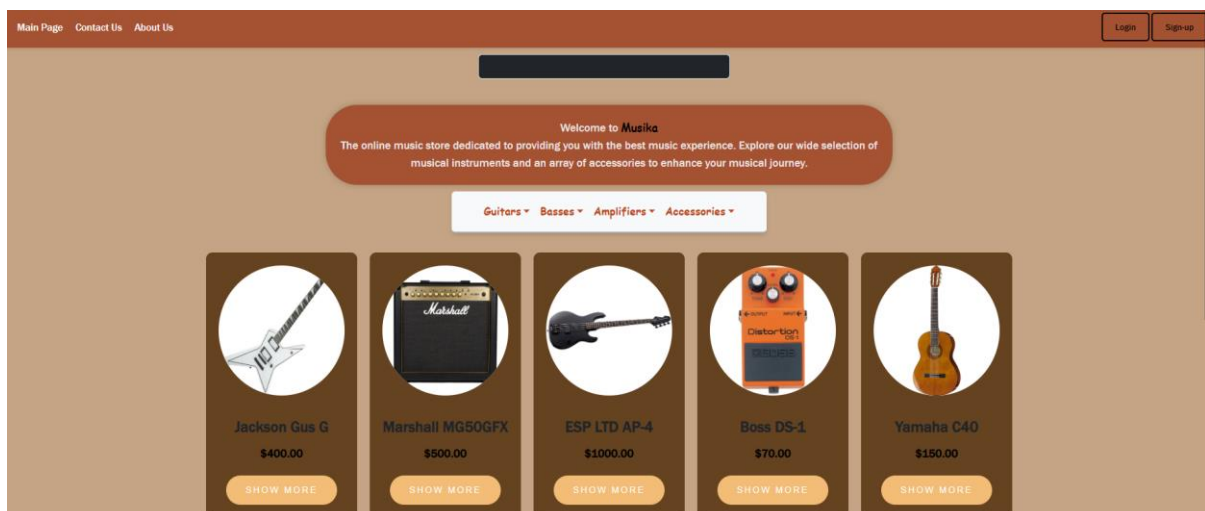 Main Page Contact Us About Us
Login Sign-up
Welcome to Musika
The online music store dedicated to providing you with the best music experience. Explore our wide selection of
musical instruments and an array of accessories to enhance your musical journey.
Guitars Basses Amplifiers Accessories
Marshall
OUTPUT INPUT
Distortion
DS-1
Jackson Gus G
$400.00
SHOW MORE
Marshall MG50GFX
$500.00
SHOW MORE
ESP LTD AP-4
$1000.00
SHOW MORE
Boss DS-1
$70.00
SHOW MORE
Yamaha C40
$150.00
SHOW MORE